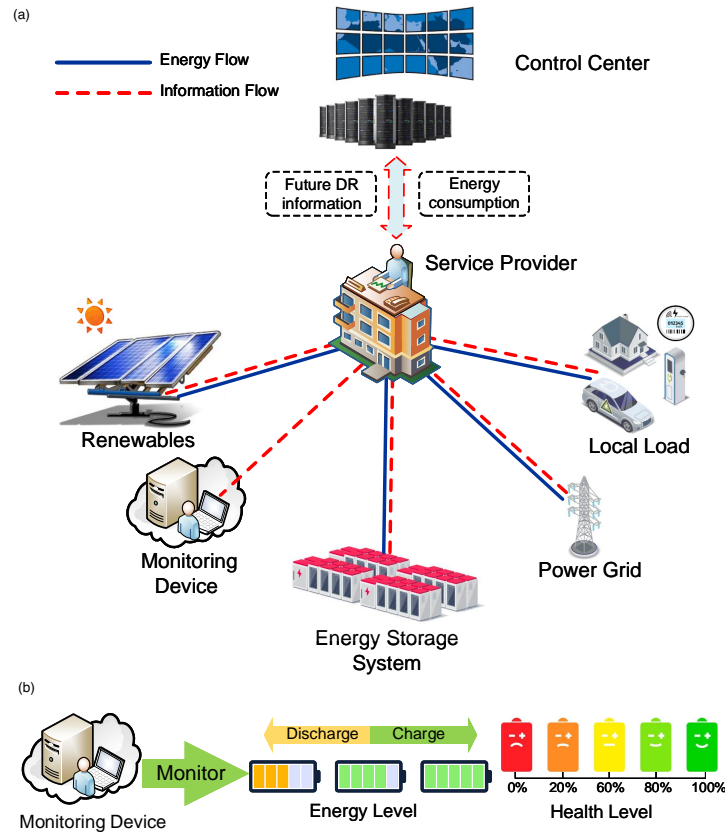 (a)
Energy Flow
Information Flow
Control Center
Future DR
information
Energy
consumption
Service Provider
Renewables
012345
Local Load
Monitoring
Device
Power Grid
Energy Storage
System
(b)
Discharge
Charge
Monitor
Monitoring Device
Energy Level
0%
20%
60%
80%
100%
Health Level